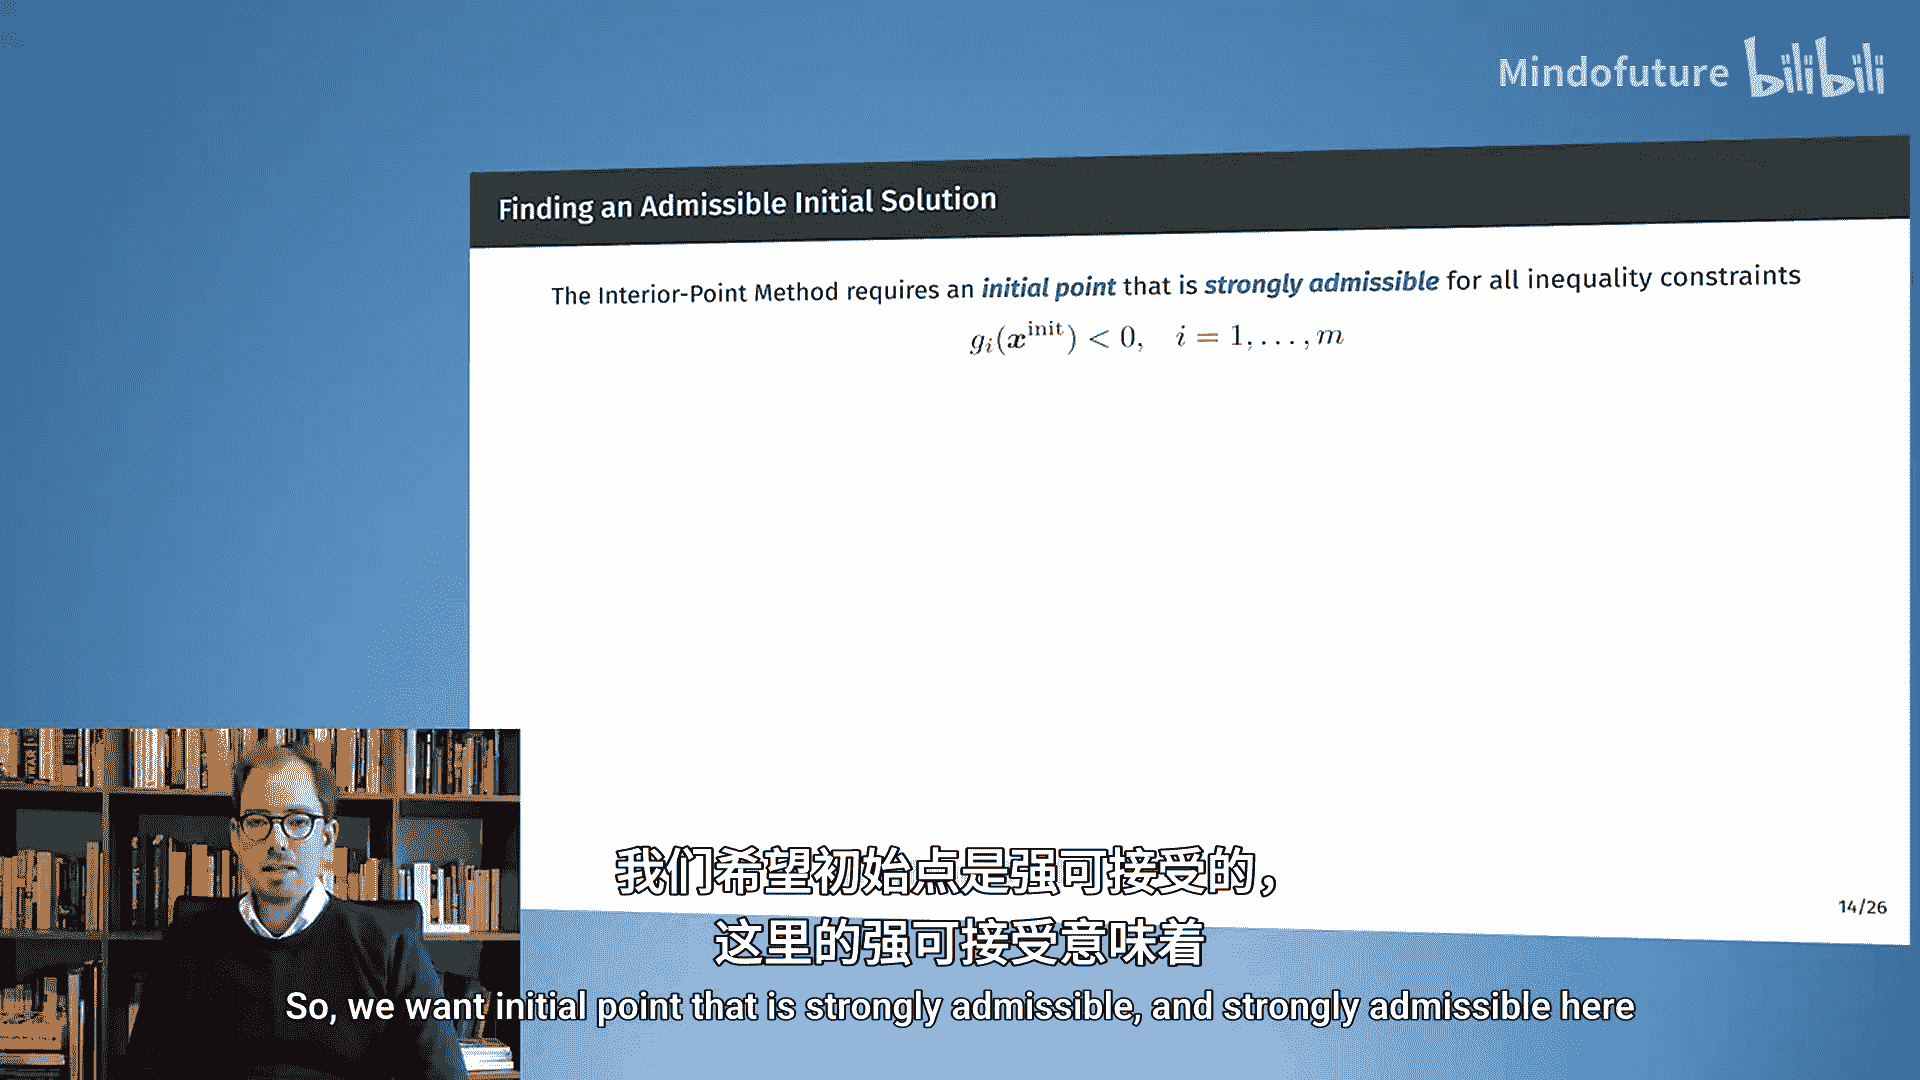 Mindofuture bilibili
Finding an Admissible Initial Solution
The Interior-Point Method requires an initial point that is strongly admissible for all inequality constraints
gᵢ(xⁱⁿⁱᵗ) < 0, i = 1, . . . , m
14/26
我们希望初始点是强可接受的，
这里的强可接受意味着
So, we want initial point that is strongly admissible, and strongly admissible here